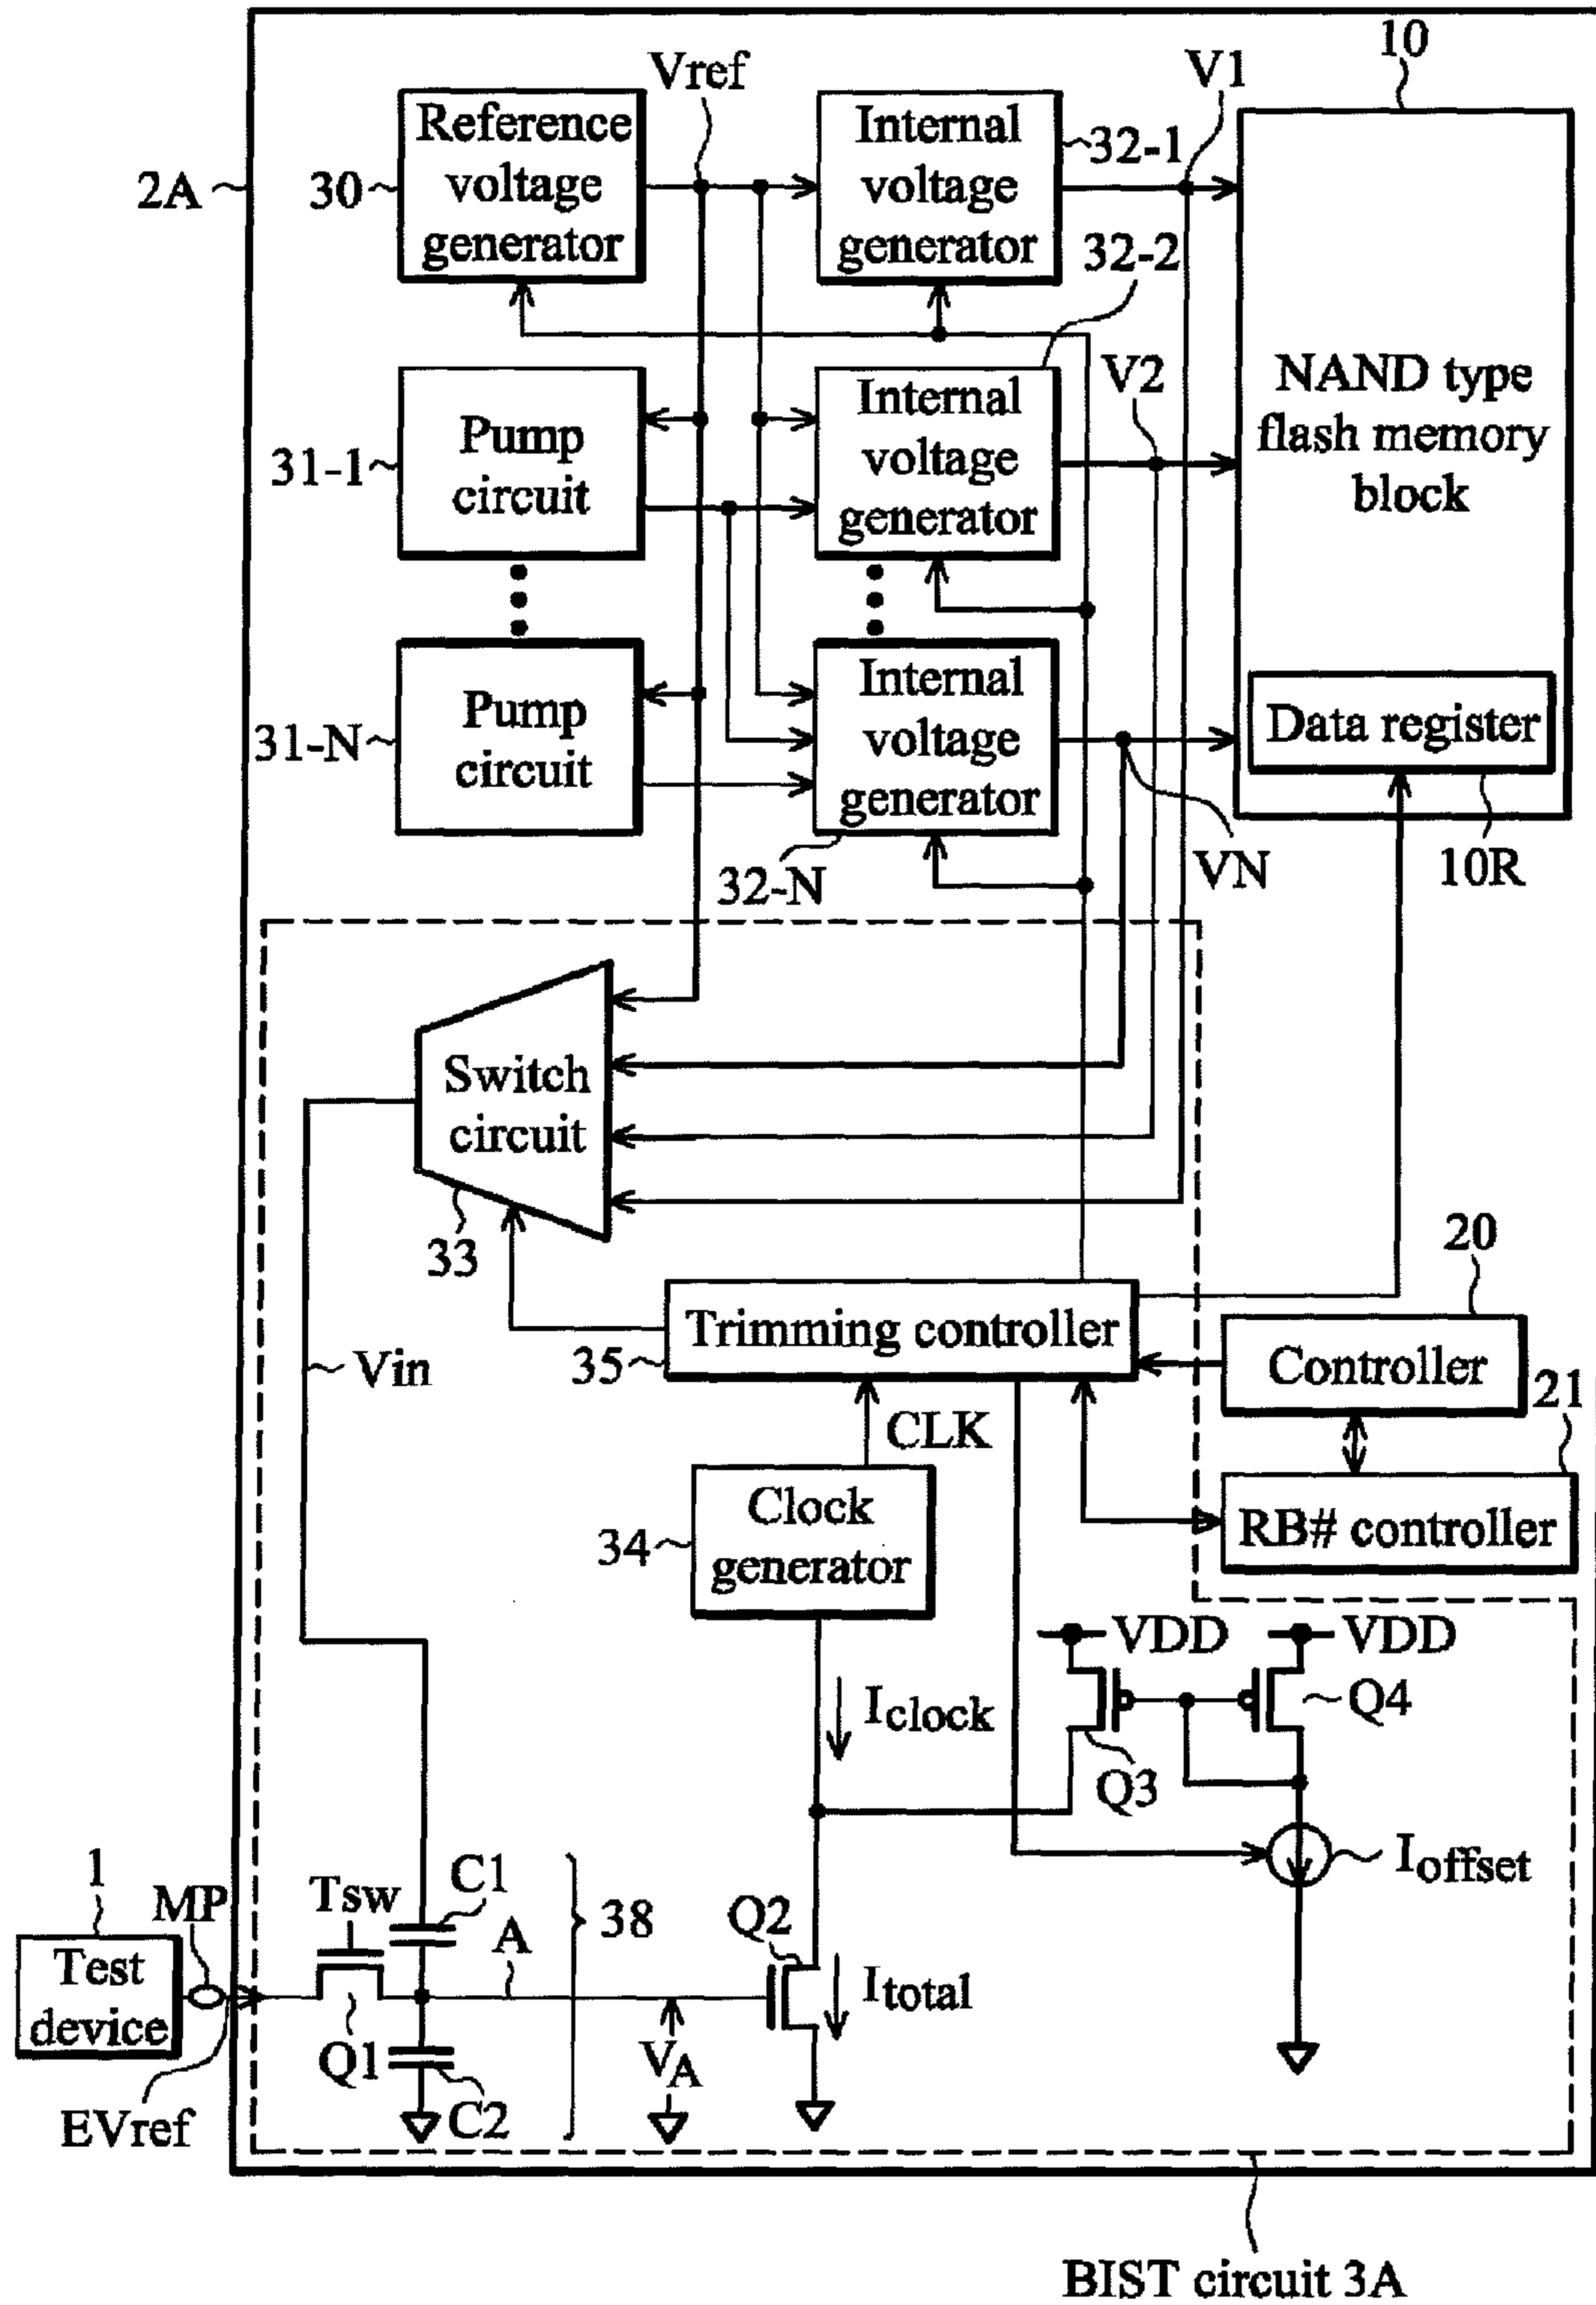 10
Vref
V1
Reference
voltage
generator
Internal
voltage
generator
32-1
2A
30
32-2
V2
Pump
circuit
Internal
voltage
generator
NAND type
flash memory
block
31-1
Pump
circuit
Internal
voltage
generator
Data register
31-N
32-N
VN
10R
Switch
circuit
33
20
Trimming controller
35
Controller
Vin
21
CLK
Clock
generator
34
RB# controller
VDD
VDD
Iclock
Q4
Q3
Ioffset
1
MP
Tsw
C1
38
A
Q2
Test
device
Itotal
Q1
VA
C2
EVref
BIST circuit 3A